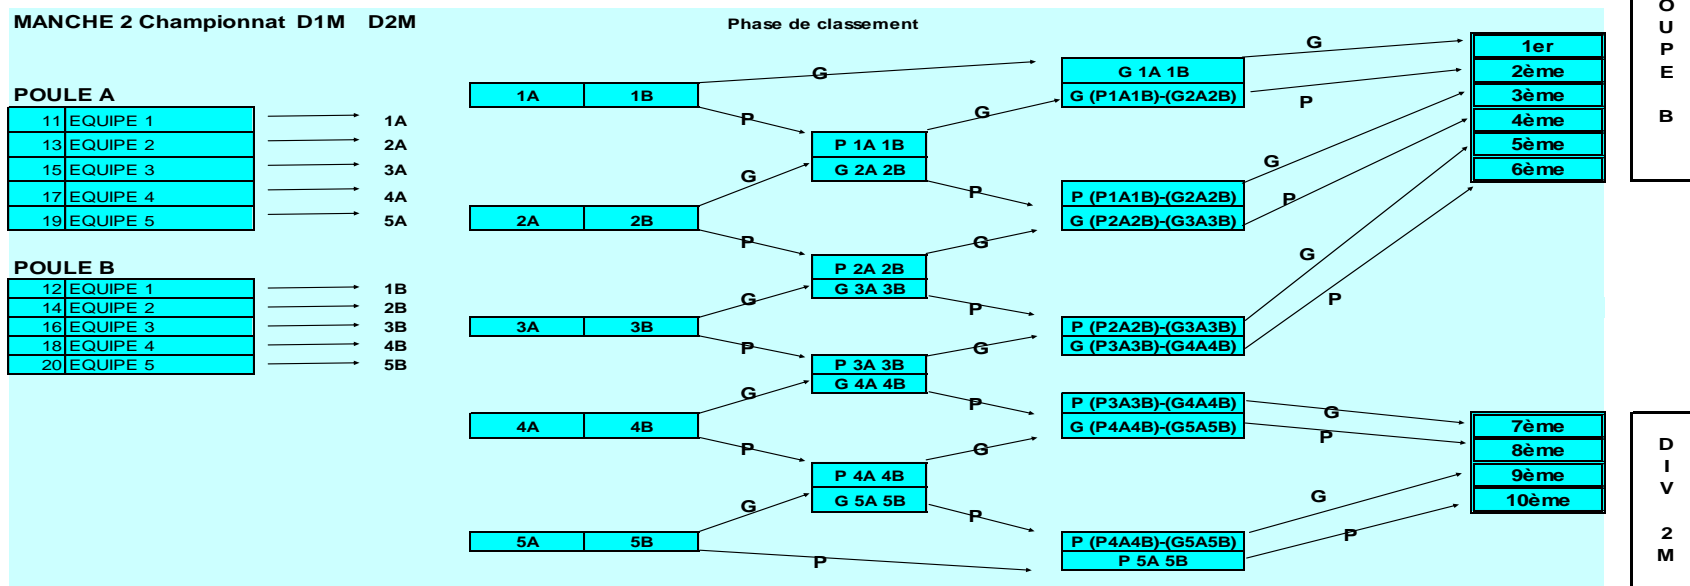 MANCHE 2 Championnat D1M D2M
Phase de classement
POULE A
11 EQUIPE 1 1A
13 EQUIPE 2 2A
15 EQUIPE 3 3A
17 EQUIPE 4 4A
19 EQUIPE 5 5A
POULE B
12 EQUIPE 1 1B
14 EQUIPE 2 2B
16 EQUIPE 3 3B
18 EQUIPE 4 4B
20 EQUIPE 5 5B
1A 1B
G
P
2A 2B
G
P
3A 3B
G
P
4A 4B
G
P
5A 5B
G
P
P 1A 1B
G 2A 2B
G
P
P 2A 2B
G 3A 3B
G
P
P 3A 3B
G 4A 4B
G
P
P 4A 4B
G 5A 5B
G
P
G 1A 1B
G (P1A1B)-(G2A2B)
G
P
P (P1A1B)-(G2A2B)
G (P2A2B)-(G3A3B)
G
P
P (P2A2B)-(G3A3B)
G (P3A3B)-(G4A4B)
G
P
P (P3A3B)-(G4A4B)
G (P4A4B)-(G5A5B)
G
P
P (P4A4B)-(G5A5B)
P 5A 5B
G
P
1er
2ème
3ème
4ème
5ème
6ème
7ème
8ème
9ème
10ème
O
U
P
E
B
D
I
V
2
M